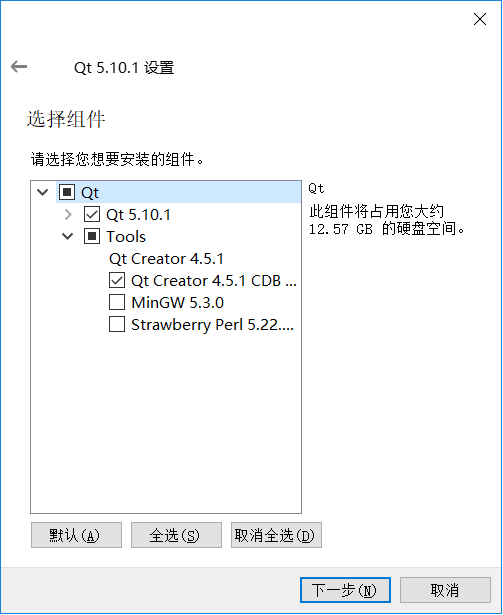 Qt 5.10.1 设置
选择组件
请选择您想要安装的组件。
Qt
Qt 5.10.1
Tools
Qt Creator 4.5.1
Qt Creator 4.5.1 CDB ...
MinGW 5.3.0
Strawberry Perl 5.22....
Qt
此组件将占用您大约
12.57 GB 的硬盘空间。
默认(A)
全选(S)
取消全选(D)
下一步(N)
取消